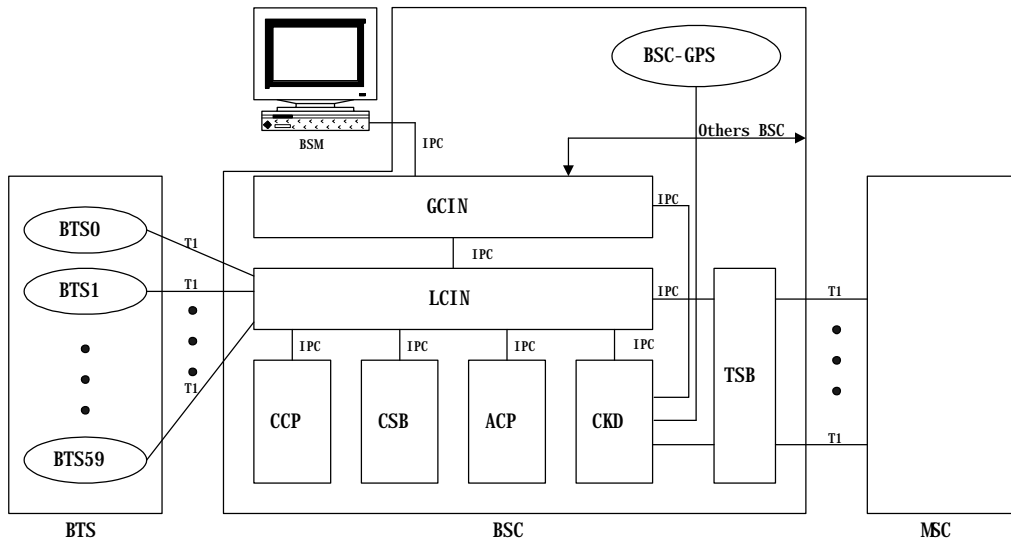 BSC-GPS
Others BSC
BSM
IPC
GCIN
IPC
BTS0
T1
IPC
BTS1
T1
LCIN
IPC
T1
IPC
IPC
IPC
IPC
T1
CCP
CSB
ACP
CKD
TSB
BTS59
T1
BTS
BSC
MSC